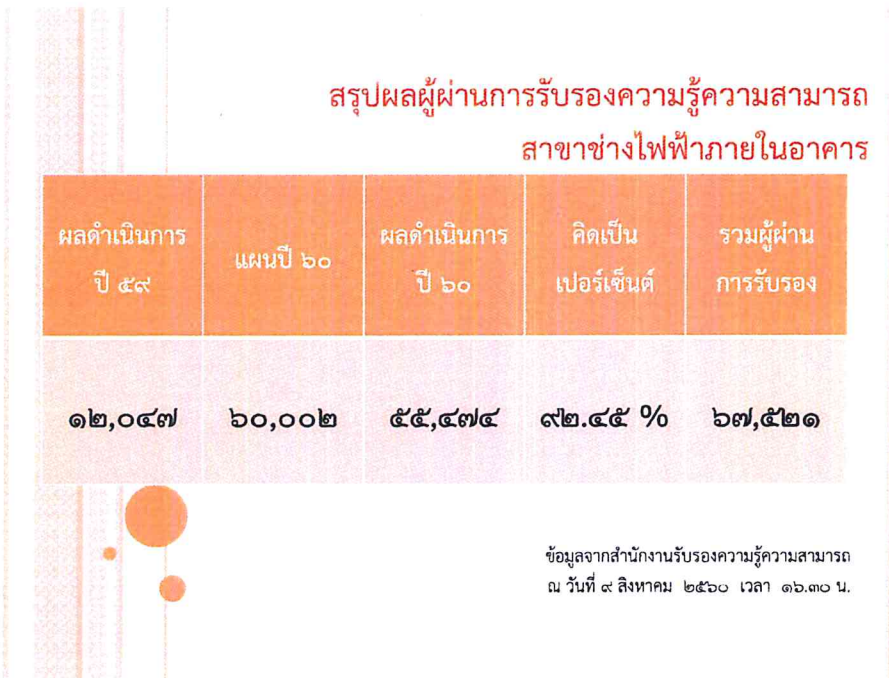 สรุปผลผู้ผ่านการรับรองความรู้ความสามารถ
สาขาช่างไฟฟ้าภายในอาคาร
ผลดำเนินการ
ปี ๕๙
แผนปี ๖๐
ผลดำเนินการ
ปี ๖๐
คิดเป็น
เปอร์เซ็นต์
รวมผู้ผ่าน
การรับรอง
๑๒,๐๔๗ ๖๐,๐๐๒ ๕๕,๔๗๔ ๙๒.๔๕ % ๖๗,๕๒๑
ข้อมูลจากสำนักงานรับรองความรู้ความสามารถ
ณ วันที่ ๙ สิงหาคม ๒๕๖๐ เวลา ๑๖.๓๐ น.